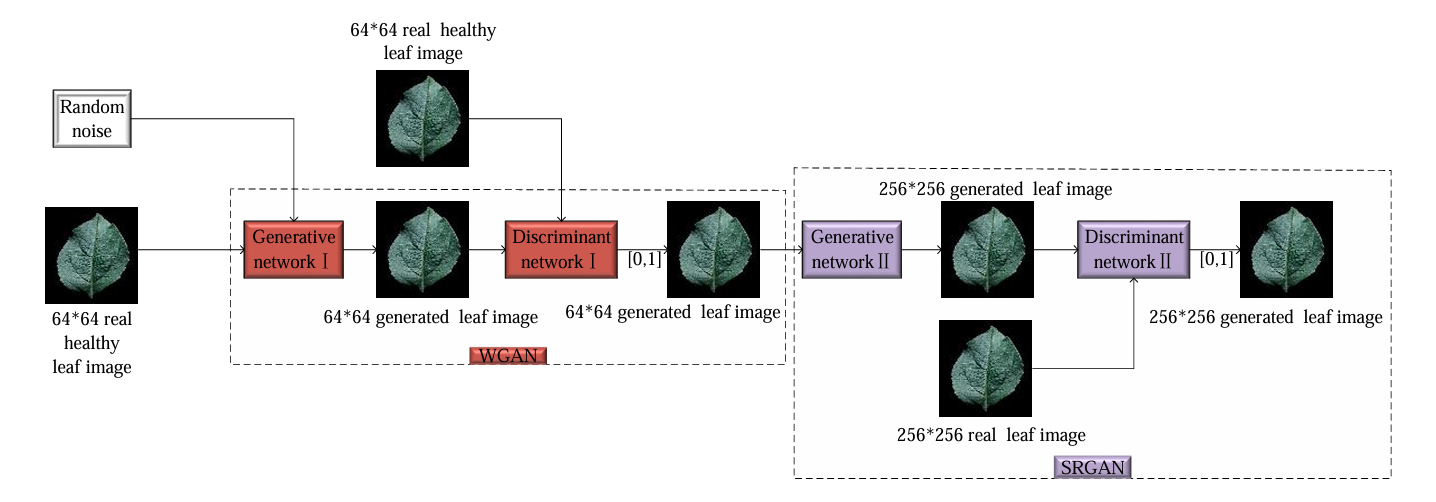 64*64 real healthy
leaf image
Random
noise
64*64 real
healthy
leaf image
Generative
network Ⅰ
64*64 generated leaf image
Discriminant
network Ⅰ
[0,1]
64*64 generated leaf image
WGAN
256*256 generated leaf image
Generative
network Ⅱ
Discriminant
network Ⅱ
[0,1]
256*256 generated leaf image
256*256 real leaf image
SRGAN